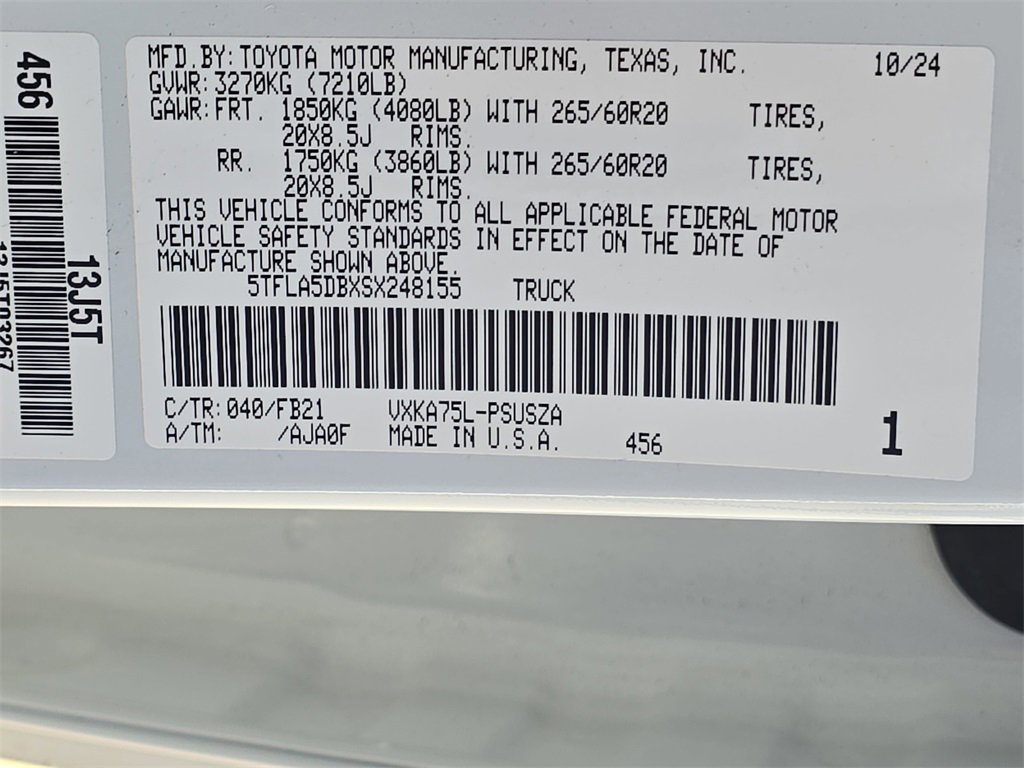 MFD.BY:TOYOTA MOTOR MANUFACTURING, TEXAS, INC. 10/24
GVWR:3270KG (7210LB)
GAWR:FRT. 1850KG (4080LB) WITH 265/60R20 TIRES,
20X8.5J RIMS.
RR. 1750KG (3860LB) WITH 265/60R20 TIRES,
20X8.5J RIMS.
THIS VEHICLE CONFORMS TO ALL APPLICABLE FEDERAL MOTOR
VEHICLE SAFETY STANDARDS IN EFFECT ON THE DATE OF
MANUFACTURE SHOWN ABOVE.
5TFLA5DBXSX248155 TRUCK
C/TR:040/FB21 VXKA75L-PSUSZA
A/TM: /AJA0F MADE IN U.S.A. 456 1
456
13J5T
13J5T03267